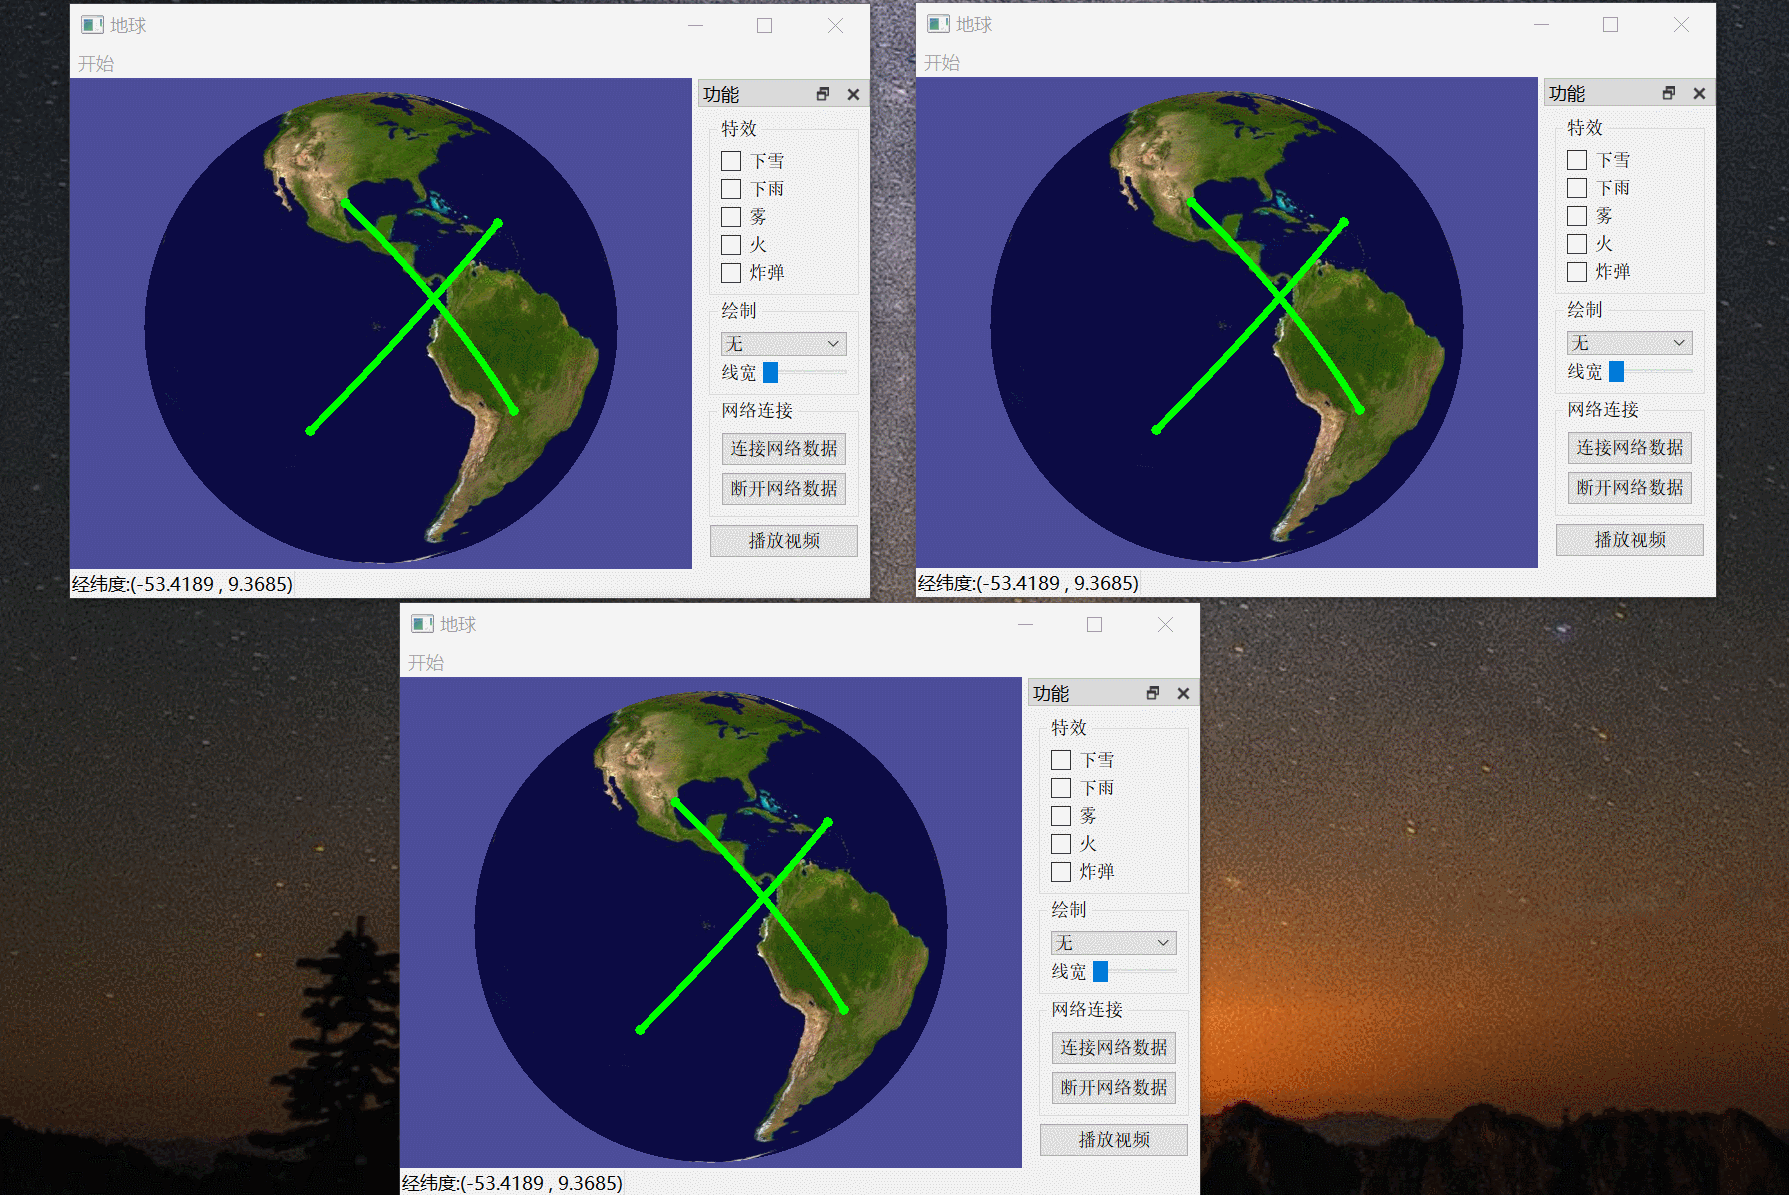 地球
开始
功能
特效
下雪
下雨
雾
火
炸弹
绘制
无
线宽
网络连接
连接网络数据
断开网络数据
播放视频
经纬度:(-53.4189 , 9.3685)
地球
开始
功能
特效
下雪
下雨
雾
火
炸弹
绘制
无
线宽
网络连接
连接网络数据
断开网络数据
播放视频
经纬度:(-53.4189 , 9.3685)
地球
开始
功能
特效
下雪
下雨
雾
火
炸弹
绘制
无
线宽
网络连接
连接网络数据
断开网络数据
播放视频
经纬度:(-53.4189 , 9.3685)